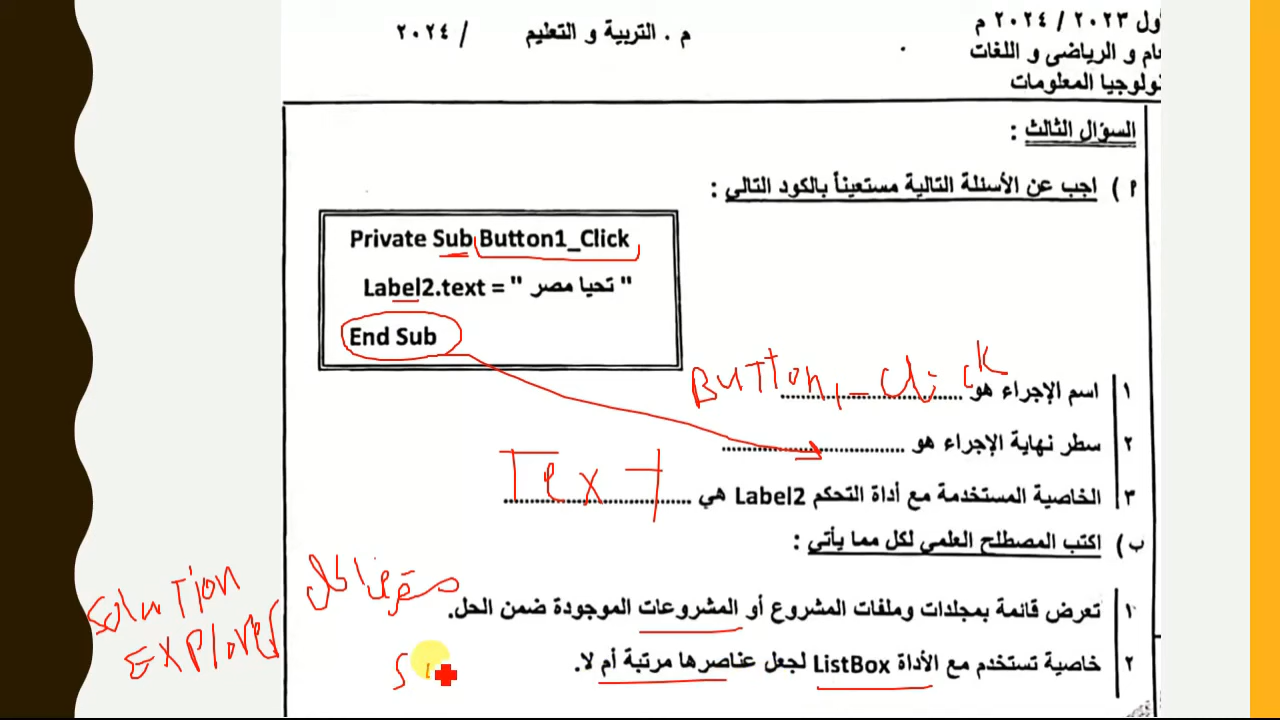 ول ٢٠٢٣ / ٢٠٢٤ م
م . التربية و التعليم / ٢٠٢٤
عام و الرياضى و اللغات
نولوجيا المعلومات
السؤال الثالث :
أ ) اجب عن الأسئلة التالية مستعيناً بالكود التالي :
Private Sub Button1_Click
Label2.text = " تحيا مصر "
End Sub
١ اسم الإجراء هو .................... Button1_Click
٢ سطر نهاية الإجراء هو ....................
٣ الخاصية المستخدمة مع أداة التحكم Label2 هي .................... Text
ب) اكتب المصطلح العلمي لكل مما يأتي :
١ تعرض قائمة بمجلدات وملفات المشروع أو المشروعات الموجودة ضمن الحل.
Solution
Explorer
٢ خاصية تستخدم مع الأداة ListBox لجعل عناصرها مرتبة أم لا.